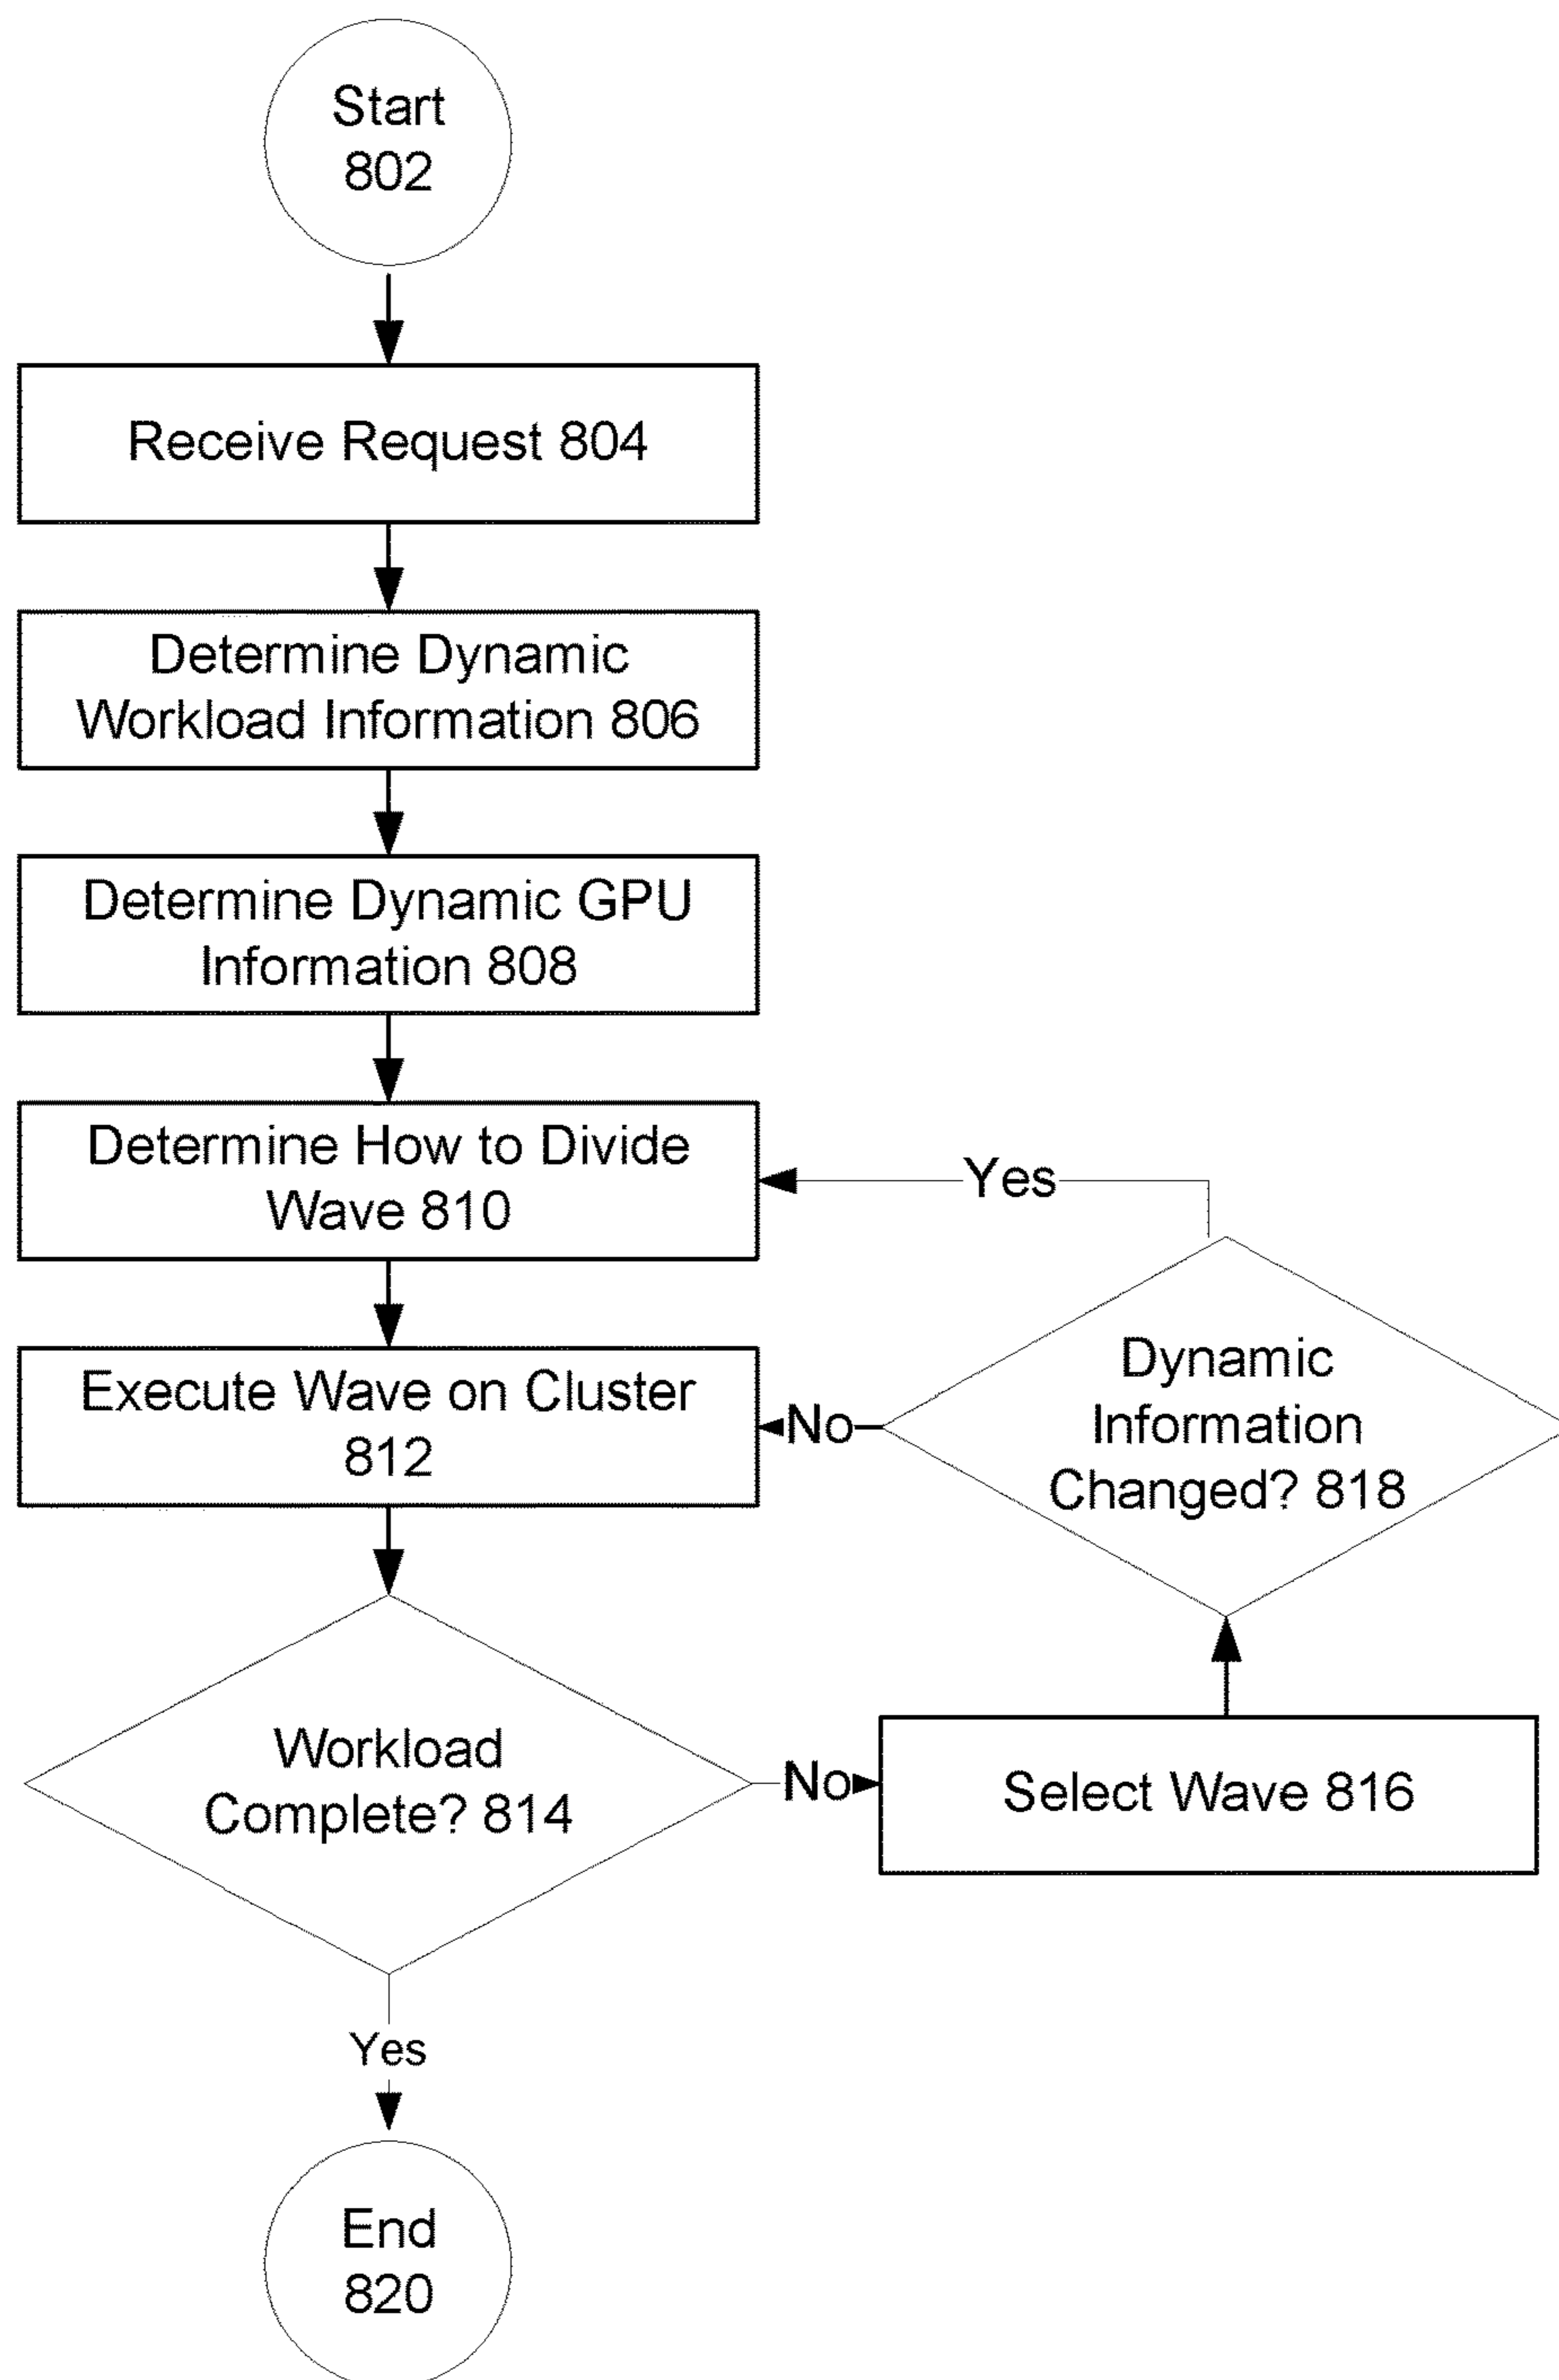 Start
802
Receive Request 804
Determine Dynamic
Workload Information 806
Determine Dynamic GPU
Information 808
Determine How to Divide
Wave 810
Yes
Execute Wave on Cluster
812
No
Dynamic
Information
Changed? 818
Workload
Complete? 814
No
Select Wave 816
Yes
End
820